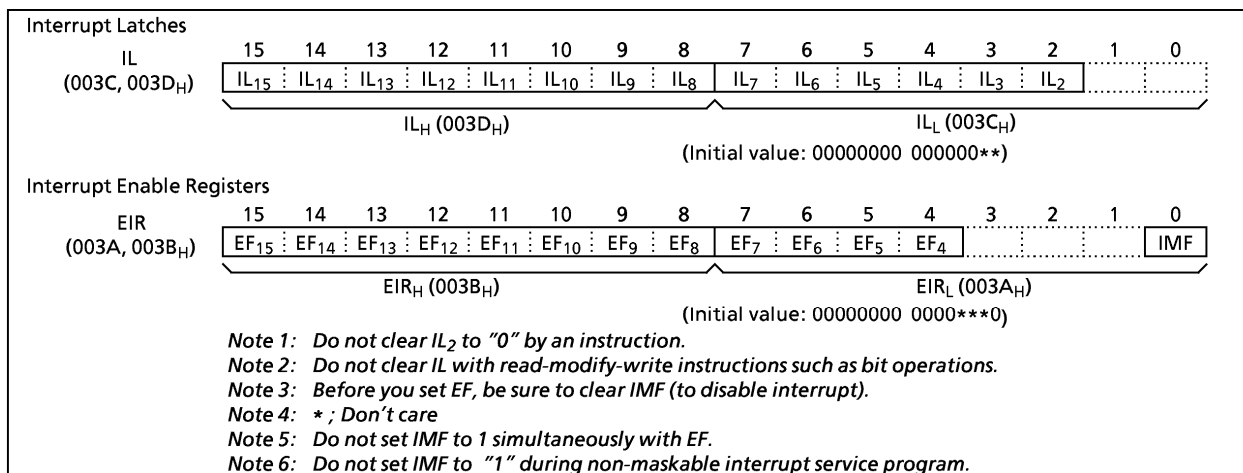 Interrupt Latches
IL
(003C, 003DH)
15 14 13 12 11 10 9 8 7 6 5 4 3 2 1 0
IL15 IL14 IL13 IL12 IL11 IL10 IL9 IL8 IL7 IL6 IL5 IL4 IL3 IL2
ILH (003DH) ILL (003CH)
(Initial value: 00000000 000000**)
Interrupt Enable Registers
EIR
(003A, 003BH)
15 14 13 12 11 10 9 8 7 6 5 4 3 2 1 0
EF15 EF14 EF13 EF12 EF11 EF10 EF9 EF8 EF7 EF6 EF5 EF4 IMF
EIRH (003BH) EIRL (003AH)
(Initial value: 00000000 0000***0)
Note 1: Do not clear IL2 to "0" by an instruction.
Note 2: Do not clear IL with read-modify-write instructions such as bit operations.
Note 3: Before you set EF, be sure to clear IMF (to disable interrupt).
Note 4: * ; Don't care
Note 5: Do not set IMF to 1 simultaneously with EF.
Note 6: Do not set IMF to "1" during non-maskable interrupt service program.